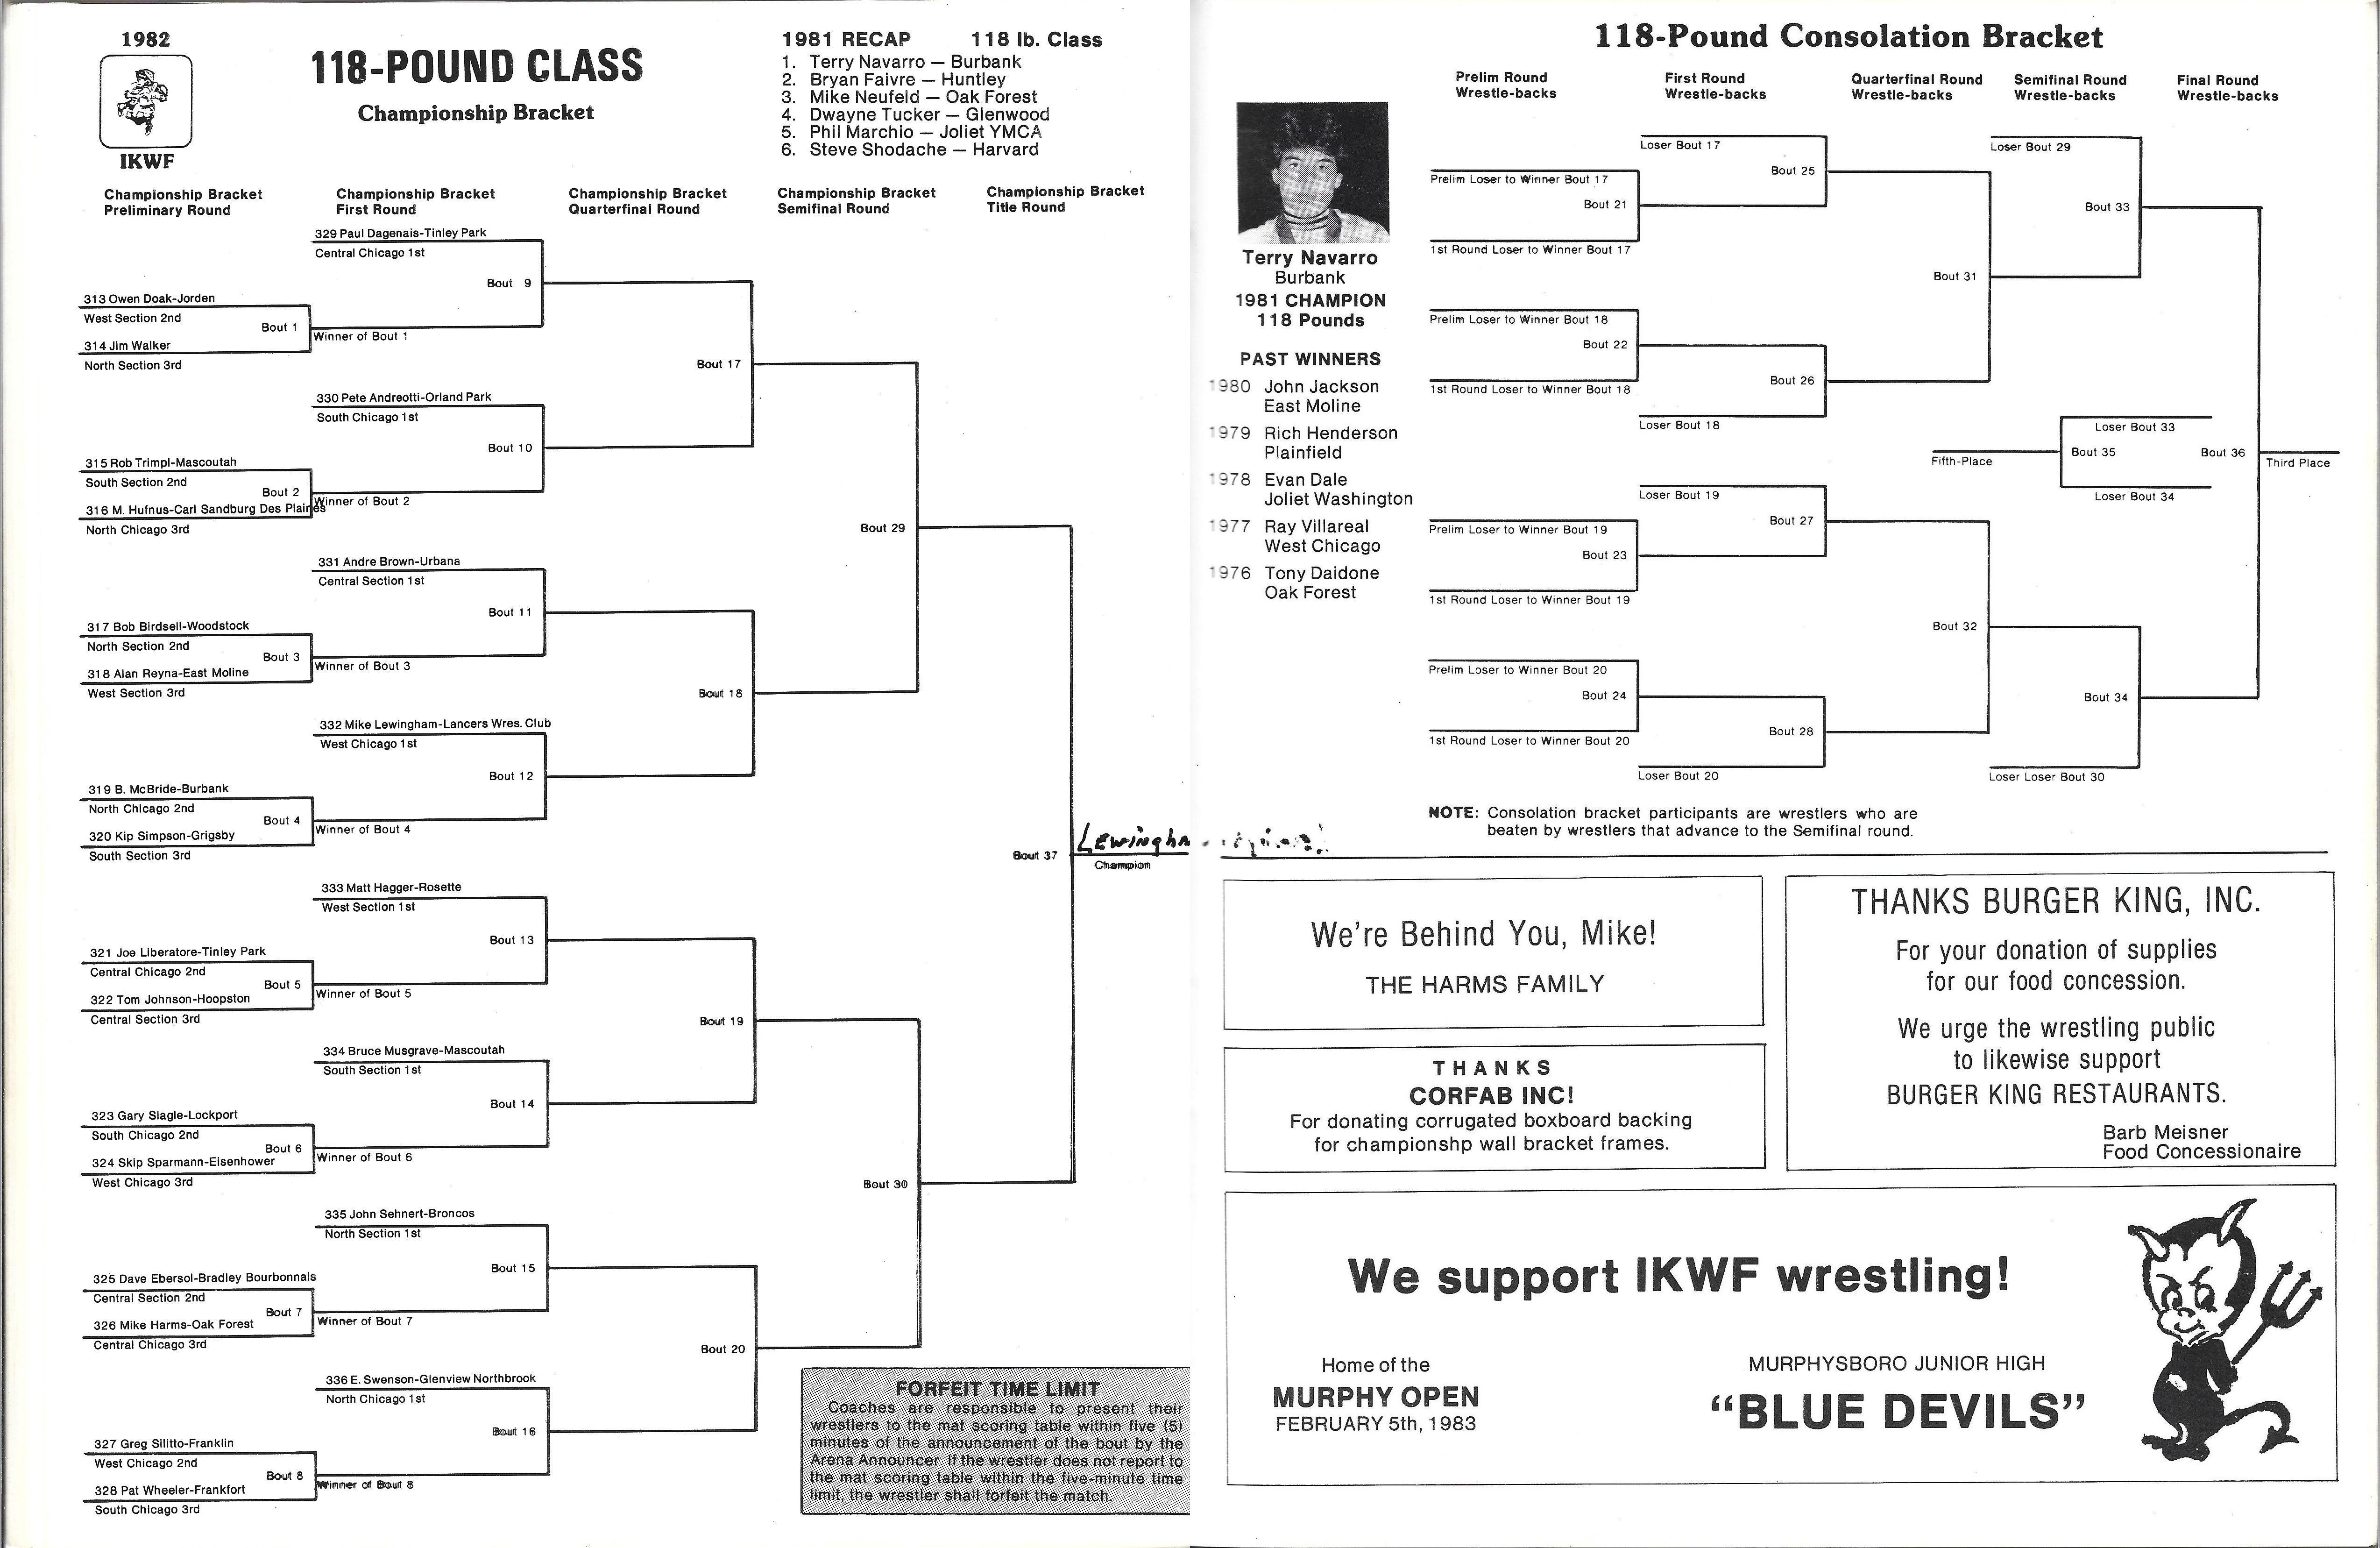 1982
IKWF
118-POUND CLASS
Championship Bracket
1981 RECAP 118 lb. Class
1. Terry Navarro — Burbank
2. Bryan Faivre — Huntley
3. Mike Neufeld — Oak Forest
4. Dwayne Tucker — Glenwood
5. Phil Marchio — Joliet YMCA
6. Steve Shodache — Harvard
Championship Bracket
Preliminary Round
Championship Bracket
First Round
Championship Bracket
Quarterfinal Round
Championship Bracket
Semifinal Round
Championship Bracket
Title Round
329 Paul Dagenais-Tinley Park
Central Chicago 1st
Bout 9
313 Owen Doak-Jorden
West Section 2nd
Bout 1
Winner of Bout 1
314 Jim Walker
North Section 3rd
Bout 17
330 Pete Andreotti-Orland Park
South Chicago 1st
Bout 10
315 Rob Trimpl-Mascoutah
South Section 2nd
Bout 2
Winner of Bout 2
316 M. Hufnus-Carl Sandburg Des Plaines
North Chicago 3rd
Bout 29
331 Andre Brown-Urbana
Central Section 1st
Bout 11
317 Bob Birdsell-Woodstock
North Section 2nd
Bout 3
Winner of Bout 3
318 Alan Reyna-East Moline
West Section 3rd
Bout 18
332 Mike Lewingham-Lancers Wres. Club
West Chicago 1st
Bout 12
319 B. McBride-Burbank
North Chicago 2nd
Bout 4
Winner of Bout 4
320 Kip Simpson-Grigsby
South Section 3rd
Bout 37
Champion
333 Matt Hagger-Rosette
West Section 1st
Bout 13
321 Joe Liberatore-Tinley Park
Central Chicago 2nd
Bout 5
Winner of Bout 5
322 Tom Johnson-Hoopston
Central Section 3rd
Bout 19
334 Bruce Musgrave-Mascoutah
South Section 1st
Bout 14
323 Gary Slagle-Lockport
South Chicago 2nd
Bout 6
Winner of Bout 6
324 Skip Sparmann-Eisenhower
West Chicago 3rd
Bout 30
335 John Sehnert-Broncos
North Section 1st
Bout 15
325 Dave Ebersol-Bradley Bourbonnais
Central Section 2nd
Bout 7
Winner of Bout 7
326 Mike Harms-Oak Forest
Central Chicago 3rd
Bout 20
336 E. Swenson-Glenview Northbrook
North Chicago 1st
Bout 16
327 Greg Silitto-Franklin
West Chicago 2nd
Bout 8
Winner of Bout 8
328 Pat Wheeler-Frankfort
South Chicago 3rd
FORFEIT TIME LIMIT
Coaches are responsible to present their
wrestlers to the mat scoring table within five (5)
minutes of the announcement of the bout by the
Arena Announcer. If the wrestler does not report to
the mat scoring table within the five-minute time
limit, the wrestler shall forfeit the match.
118-Pound Consolation Bracket
Prelim Round
Wrestle-backs
First Round
Wrestle-backs
Quarterfinal Round
Wrestle-backs
Semifinal Round
Wrestle-backs
Final Round
Wrestle-backs
Terry Navarro
Burbank
1981 CHAMPION
118 Pounds
PAST WINNERS
1980 John Jackson
East Moline
1979 Rich Henderson
Plainfield
1978 Evan Dale
Joliet Washington
1977 Ray Villareal
West Chicago
1976 Tony Daidone
Oak Forest
Loser Bout 17
Bout 25
Prelim Loser to Winner Bout 17
Bout 21
1st Round Loser to Winner Bout 17
Loser Bout 29
Bout 33
Bout 31
Prelim Loser to Winner Bout 18
Bout 22
1st Round Loser to Winner Bout 18
Bout 26
Loser Bout 18
Loser Bout 33
Fifth-Place
Bout 35
Bout 36
Third Place
Loser Bout 34
Loser Bout 19
Bout 27
Prelim Loser to Winner Bout 19
Bout 23
1st Round Loser to Winner Bout 19
Bout 32
Prelim Loser to Winner Bout 20
Bout 24
1st Round Loser to Winner Bout 20
Bout 28
Loser Bout 20
Bout 34
Loser Loser Bout 30
NOTE: Consolation bracket participants are wrestlers who are
beaten by wrestlers that advance to the Semifinal round.
We're Behind You, Mike!
THE HARMS FAMILY
THANKS
CORFAB INC!
For donating corrugated boxboard backing
for championshp wall bracket frames.
THANKS BURGER KING, INC.
For your donation of supplies
for our food concession.
We urge the wrestling public
to likewise support
BURGER KING RESTAURANTS.
Barb Meisner
Food Concessionaire
We support IKWF wrestling!
Home of the
MURPHY OPEN
FEBRUARY 5th, 1983
MURPHYSBORO JUNIOR HIGH
"BLUE DEVILS"